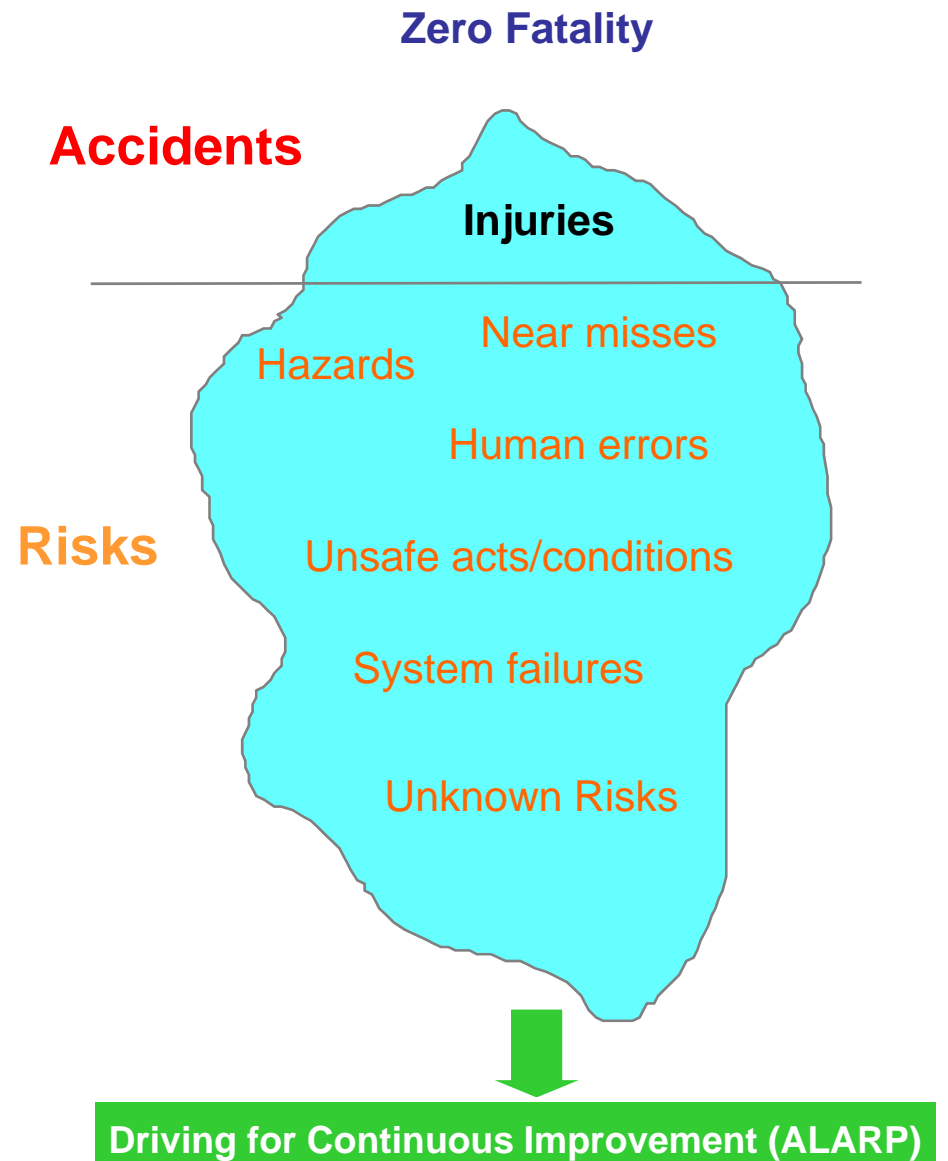 Zero Fatality
Accidents
Injuries
Near misses
Hazards
Human errors
Risks
Unsafe acts/conditions
System failures
Unknown Risks
Driving for Continuous Improvement (ALARP)